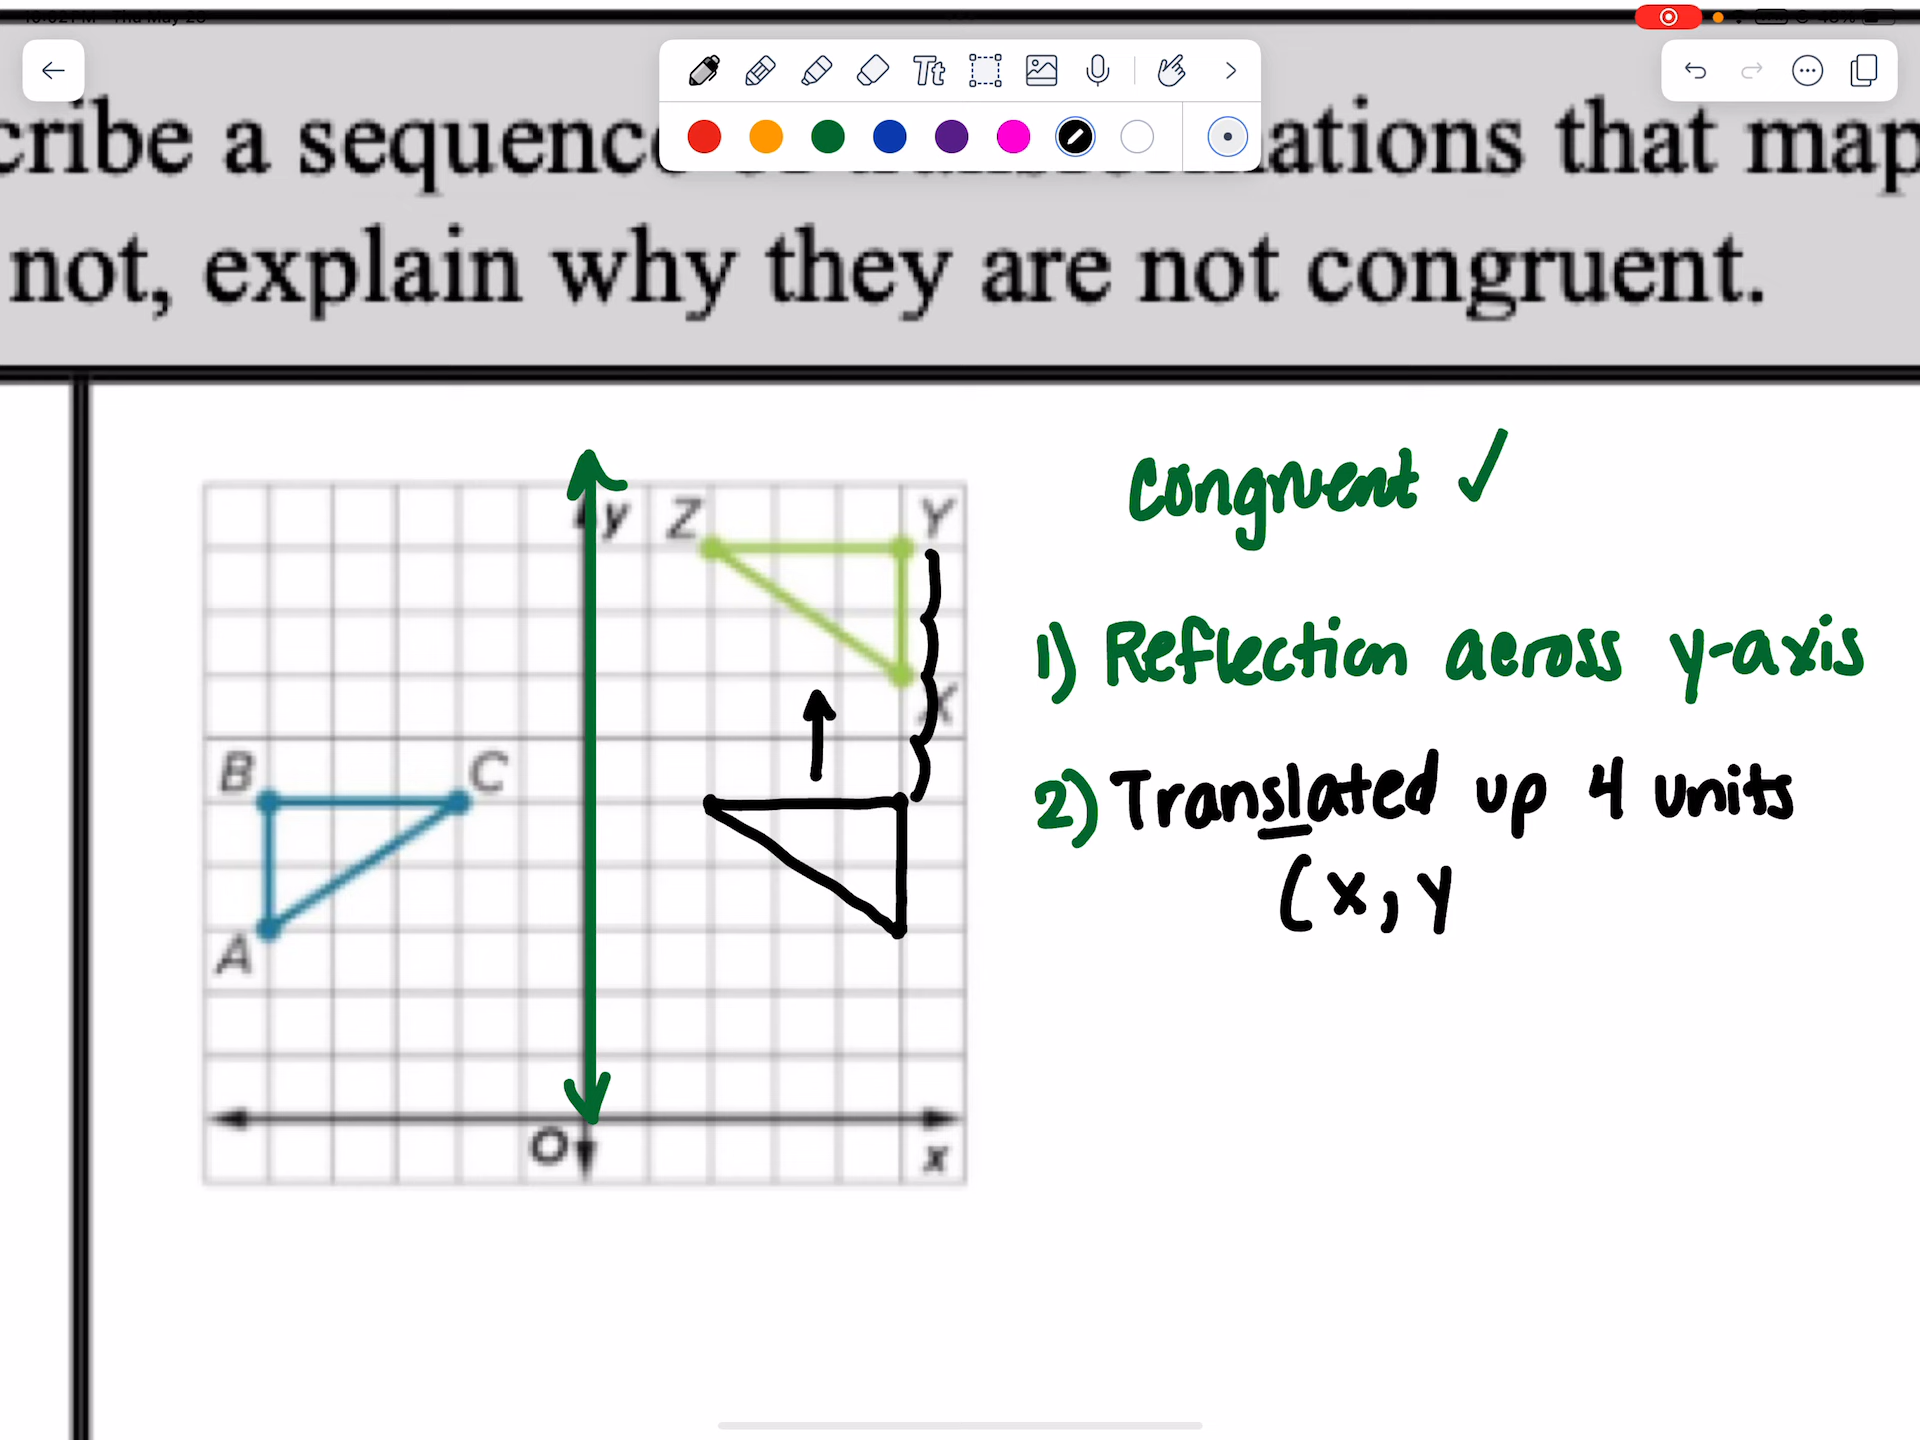 cribe a sequenc ations that map
not, explain why they are not congruent.
Congruent ✓
y Z Y
1) Reflection across y-axis
X
B C
2) Translated up 4 units
(x, y
A
O x